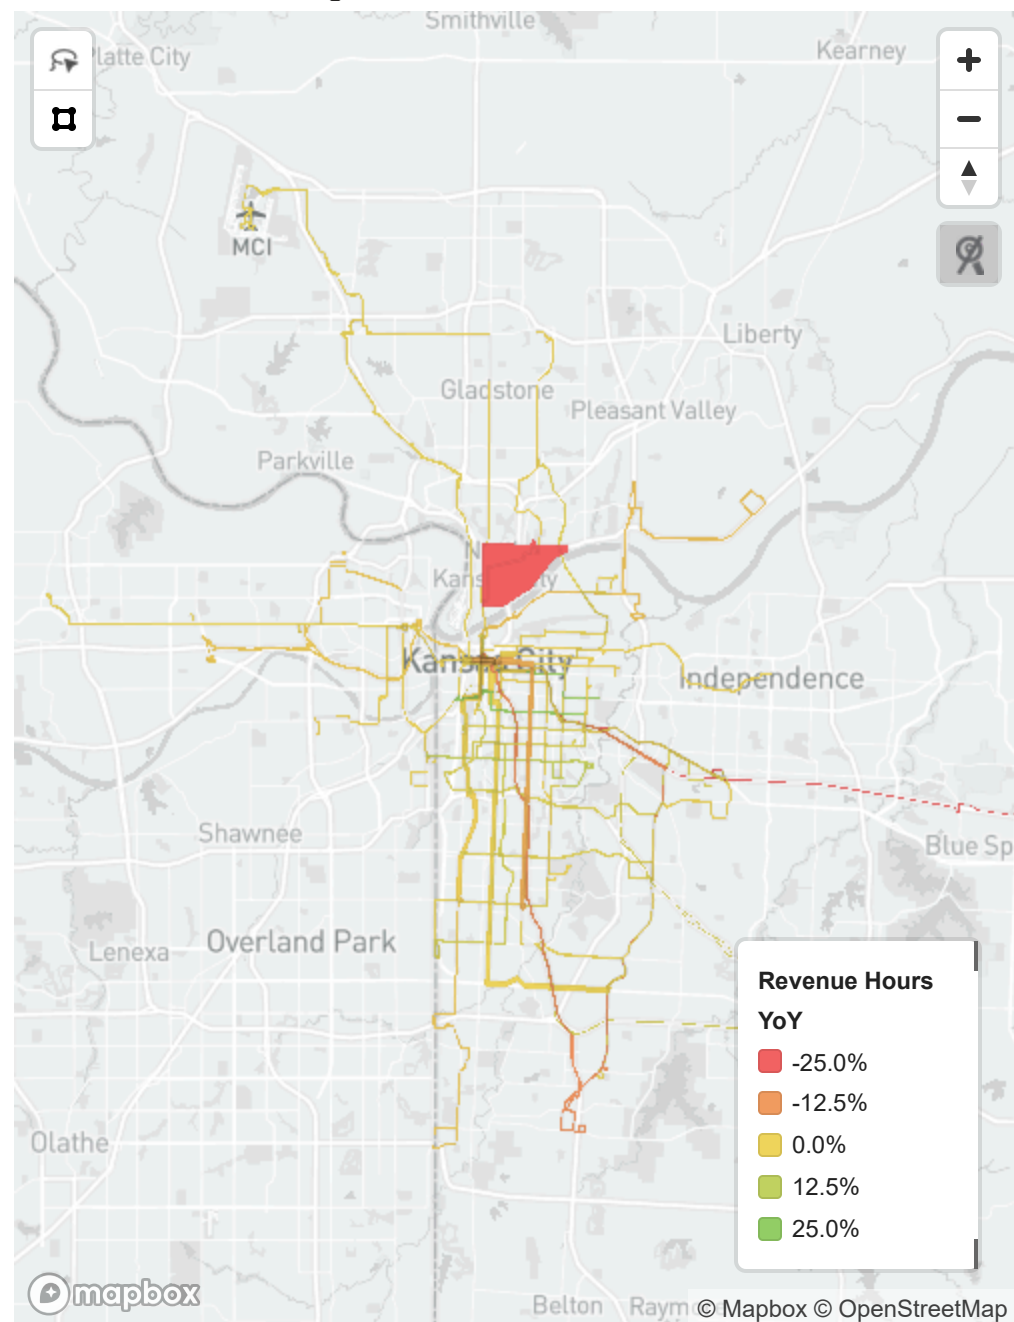 Smithville
Platte City
Kearney
MCI
Liberty
Gladstone
Pleasant Valley
Parkville
Kansas City
Independence
Shawnee
Blue Sp
Lenexa
Overland Park
Olathe
Belton
Raym
Revenue Hours
YoY
-25.0%
-12.5%
0.0%
12.5%
25.0%
mapbox
© Mapbox © OpenStreetMap